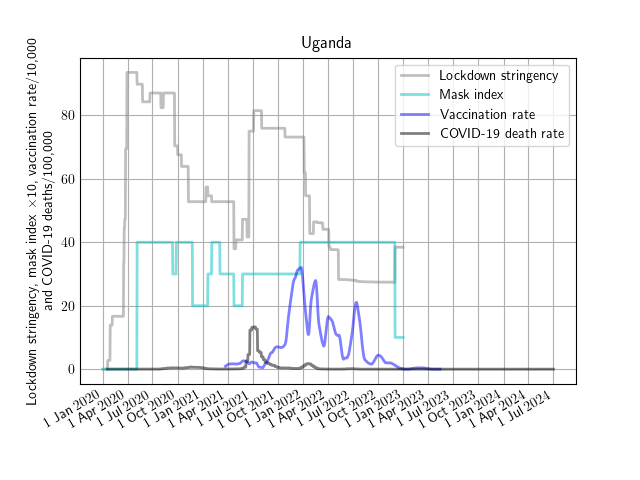 Uganda
Lockdown stringency, mask index ×10, vaccination rate/10,000
and COVID-19 deaths/100,000
Lockdown stringency
Mask index
Vaccination rate
COVID-19 death rate
80
60
40
20
0
1 Jan 2020
1 Apr 2020
1 Jul 2020
1 Oct 2020
1 Jan 2021
1 Apr 2021
1 Jul 2021
1 Oct 2021
1 Jan 2022
1 Apr 2022
1 Jul 2022
1 Oct 2022
1 Jan 2023
1 Apr 2023
1 Jul 2023
1 Oct 2023
1 Jan 2024
1 Apr 2024
1 Jul 2024